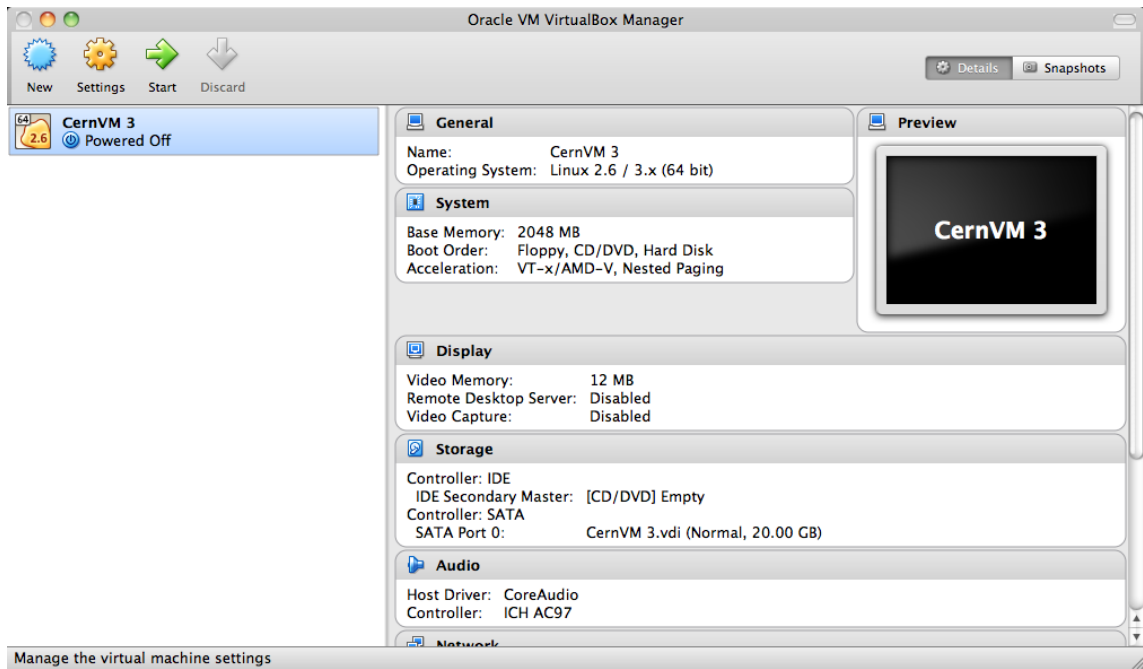 Oracle VM VirtualBox Manager
New Settings Start Discard
Details Snapshots
64
2.6
CernVM 3
Powered Off
General
Name: CernVM 3
Operating System: Linux 2.6 / 3.x (64 bit)
System
Base Memory: 2048 MB
Boot Order: Floppy, CD/DVD, Hard Disk
Acceleration: VT-x/AMD-V, Nested Paging
Preview
CernVM 3
Display
Video Memory: 12 MB
Remote Desktop Server: Disabled
Video Capture: Disabled
Storage
Controller: IDE
IDE Secondary Master: [CD/DVD] Empty
Controller: SATA
SATA Port 0: CernVM 3.vdi (Normal, 20.00 GB)
Audio
Host Driver: CoreAudio
Controller: ICH AC97
Network
Manage the virtual machine settings